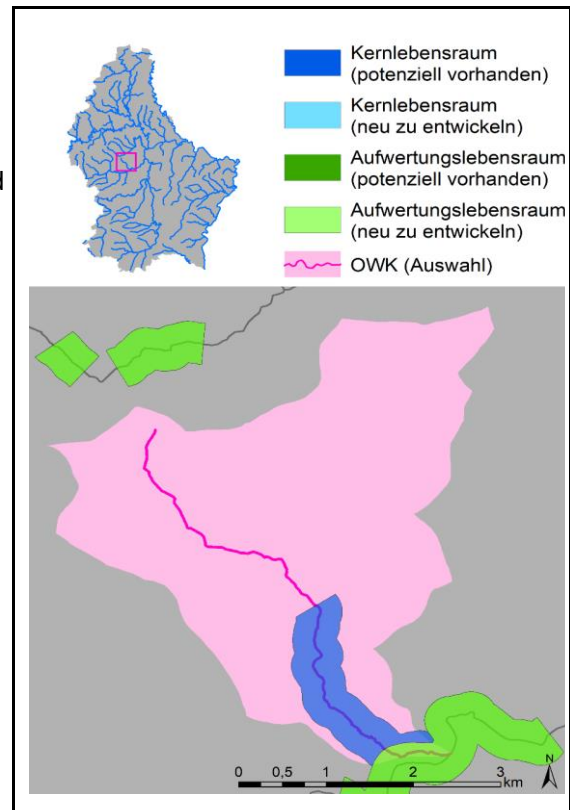 Kernlebensraum
(potenziell vorhanden)
Kernlebensraum
(neu zu entwickeln)
Aufwertungslebensraum
(potenziell vorhanden)
Aufwertungslebensraum
(neu zu entwickeln)
OWK (Auswahl)
d
N
0 0,5 1 2 3
km